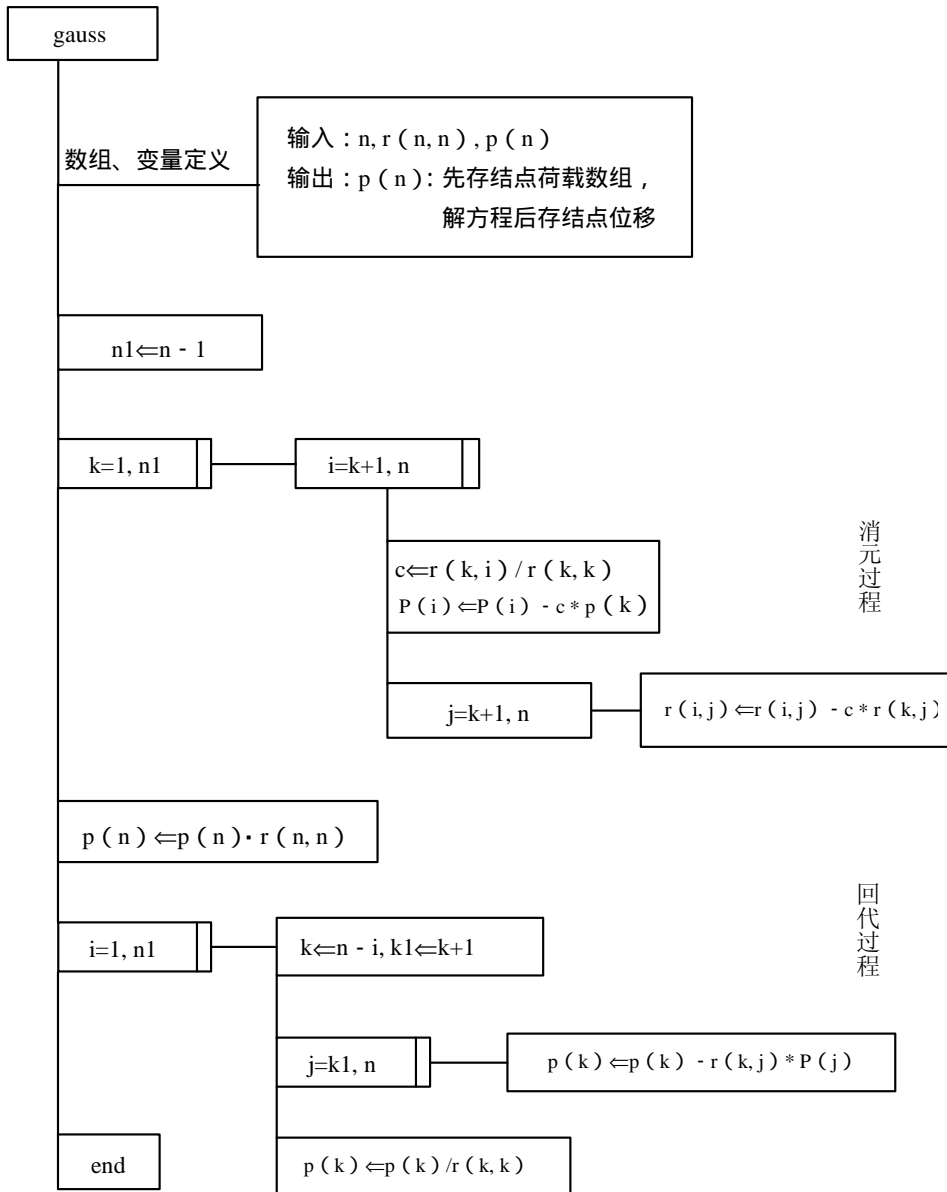 gauss
数组、变量定义
输入：n, r（n, n）, p（n）
输出：p（n）：先存结点荷载数组，
解方程后存结点位移
n1⇐n - 1
k=1, n1
i=k+1, n
c⇐r（k, i）/ r（k, k）
P（i）⇐P（i）- c * p（k）
j=k+1, n
r（i, j）⇐r（i, j）- c * r（k, j）
消元过程
p（n）⇐p（n）· r（n, n）
i=1, n1
k⇐n - i, k1⇐k+1
j=k1, n
p（k）⇐p（k）- r（k, j）* P（j）
回代过程
end
p（k）⇐p（k）/r（k, k）